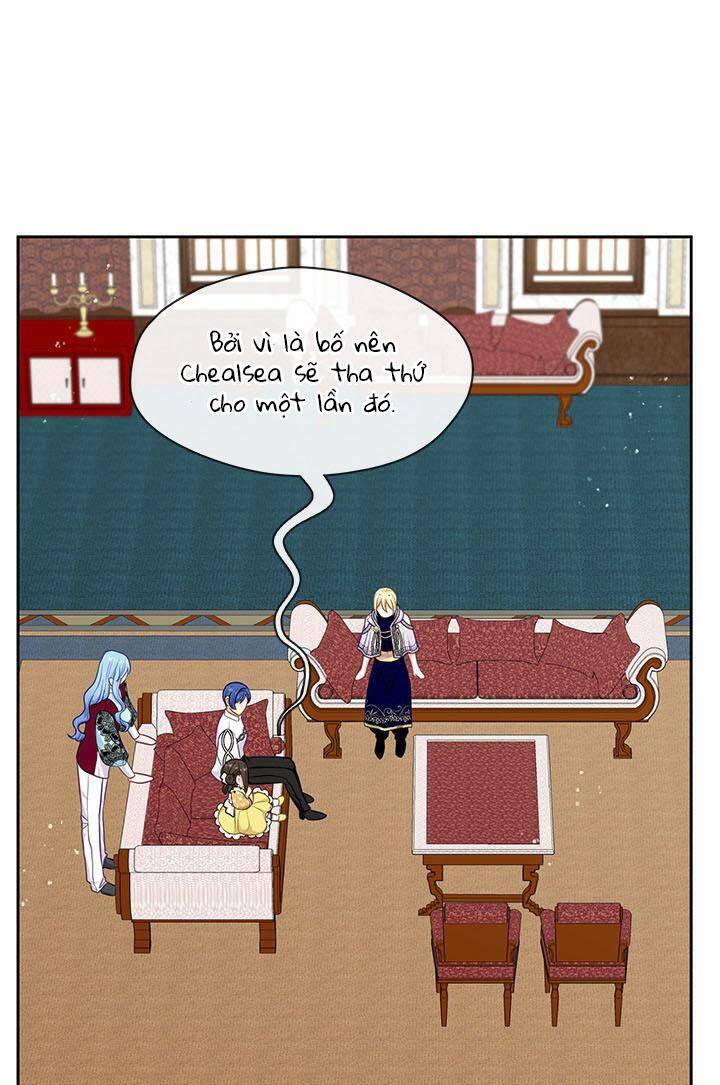 Bởi vì là bố nên
Chealsea sẽ tha thứ
cho một lần đó.